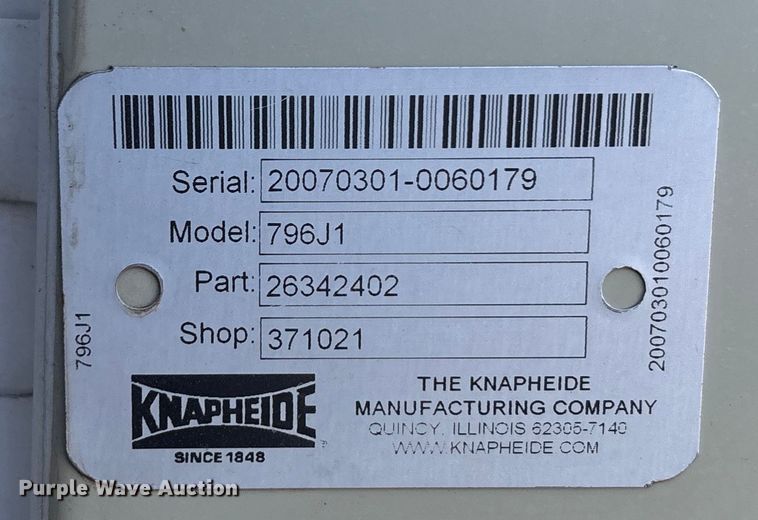 Serial: 20070301-0060179
Model: 796J1
Part: 26342402
Shop: 371021
796J1
200703010060179
KNAPHEIDE
SINCE 1848
THE KNAPHEIDE
MANUFACTURING COMPANY
QUINCY, ILLINOIS 62305-7140
WWW.KNAPHEIDE.COM
Purple Wave Auction